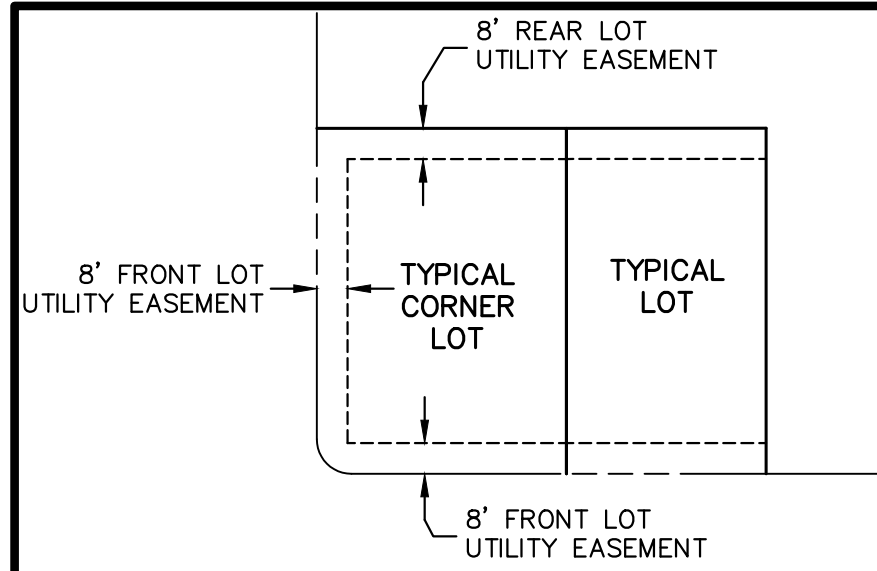 8' REAR LOT
UTILITY EASEMENT
8' FRONT LOT
UTILITY EASEMENT
TYPICAL
CORNER
LOT
TYPICAL
LOT
8' FRONT LOT
UTILITY EASEMENT